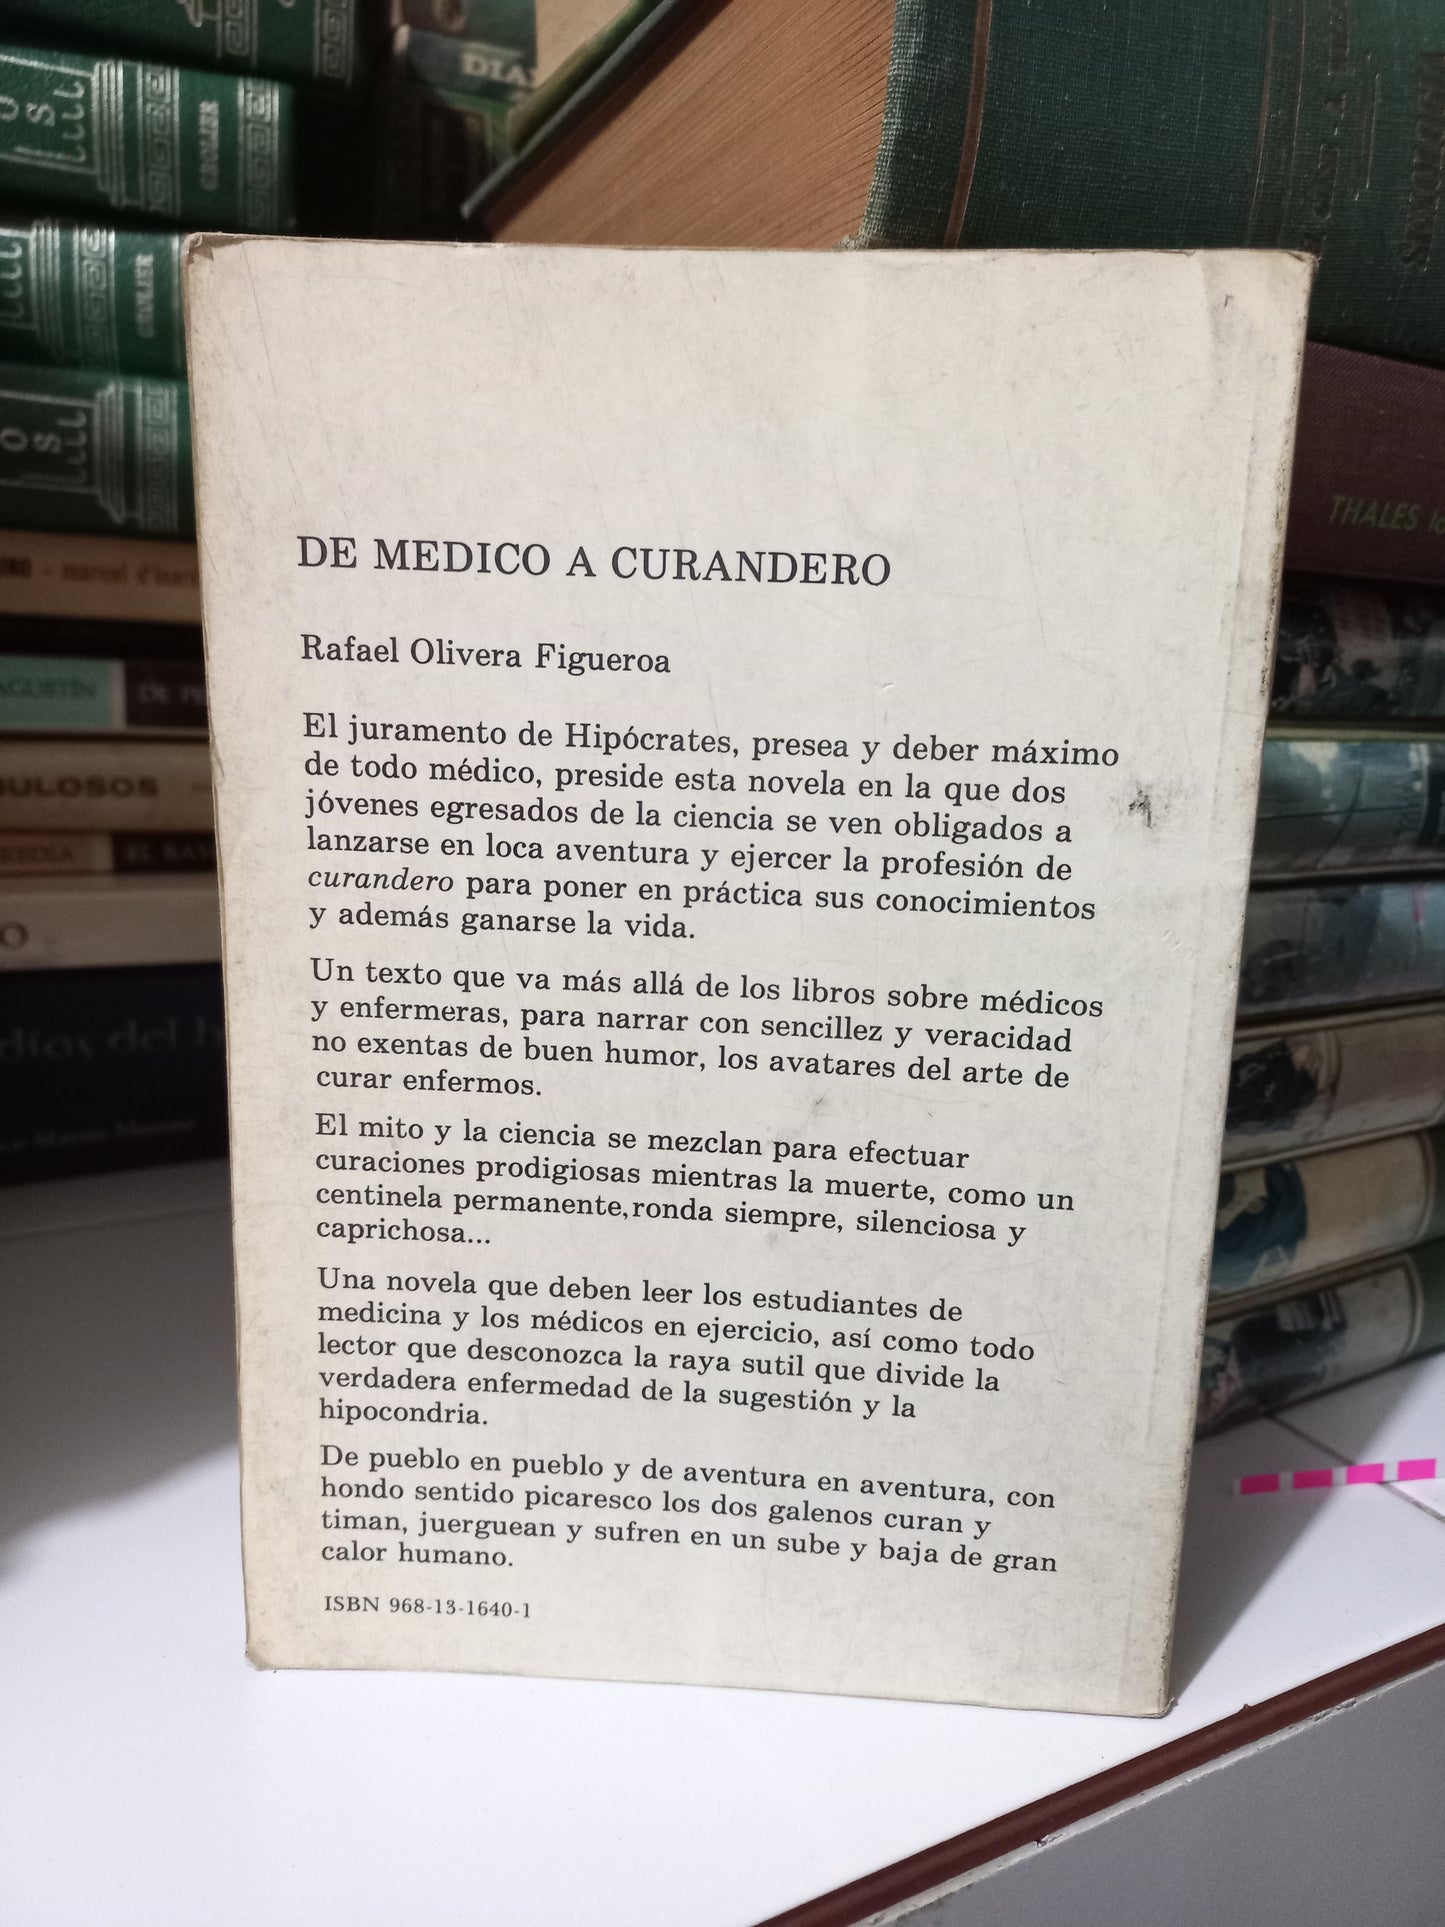 DE MEDICO A CURANDERO
Rafael Olivera Figueroa
El juramento de Hipócrates, presea y deber máximo
de todo médico, preside esta novela en la que dos
jóvenes egresados de la ciencia se ven obligados a
lanzarse en loca aventura y ejercer la profesión de
curandero para poner en práctica sus conocimientos
y además ganarse la vida.
Un texto que va más allá de los libros sobre médicos
y enfermeras, para narrar con sencillez y veracidad
no exentas de buen humor, los avatares del arte de
curar enfermos.
El mito y la ciencia se mezclan para efectuar
curaciones prodigiosas mientras la muerte, como un
centinela permanente,ronda siempre, silenciosa y
caprichosa...
Una novela que deben leer los estudiantes de
medicina y los médicos en ejercicio, así como todo
lector que desconozca la raya sutil que divide la
verdadera enfermedad de la sugestión y la
hipocondria.
De pueblo en pueblo y de aventura en aventura, con
hondo sentido picaresco los dos galenos curan y
timan, juerguean y sufren en un sube y baja de gran
calor humano.
ISBN 968-13-1640-1
GROLIER
GROLIER
AGUSTÍN
THALES